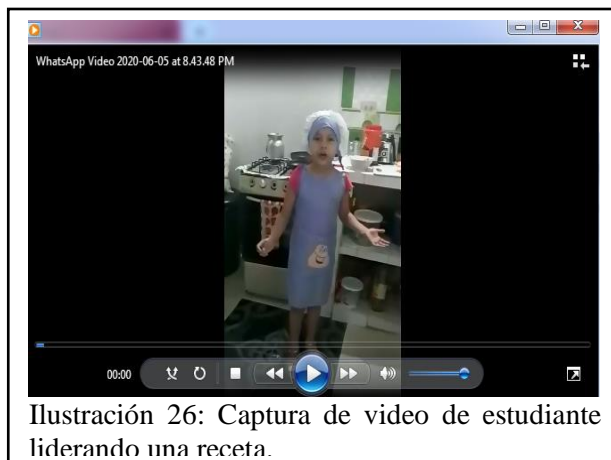 WhatsApp Video 2020-06-05 at 8.43.48 PM
00:00
Ilustración 26: Captura de video de estudiante
liderando una receta.